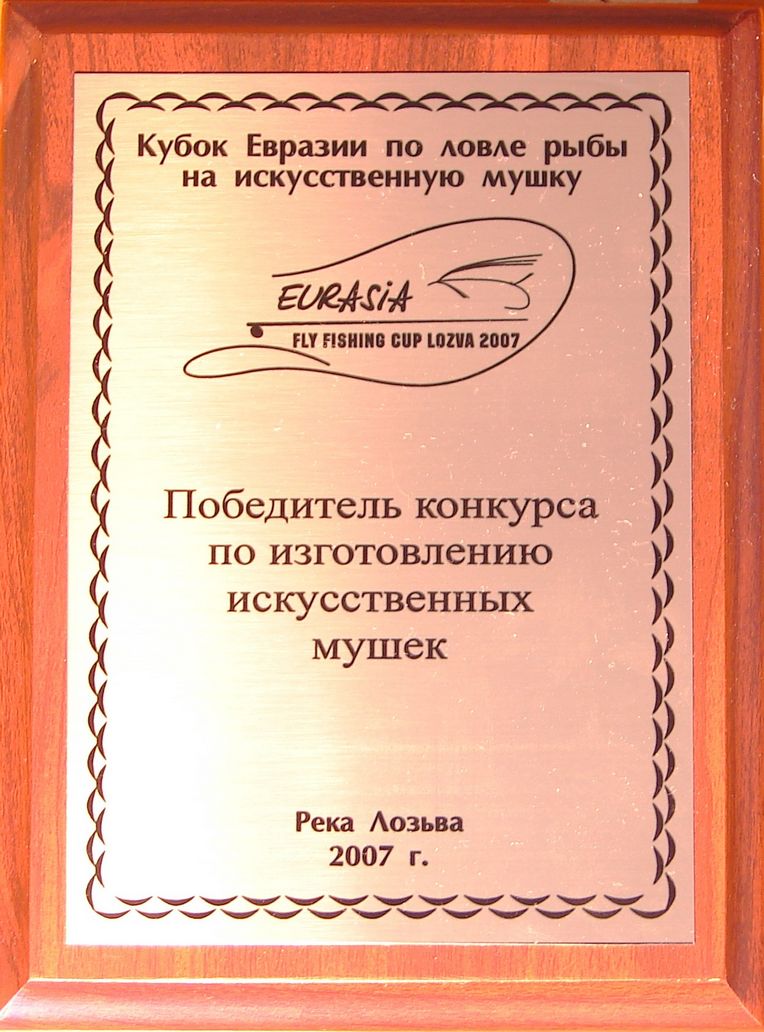 Кубок Евразии по ловле рыбы
на искусственную мушку
EURASiA
FLY FISHING CUP LOZVA 2007
Победитель конкурса
по изготовлению
искусственных
мушек
Река Лозьва
2007 г.